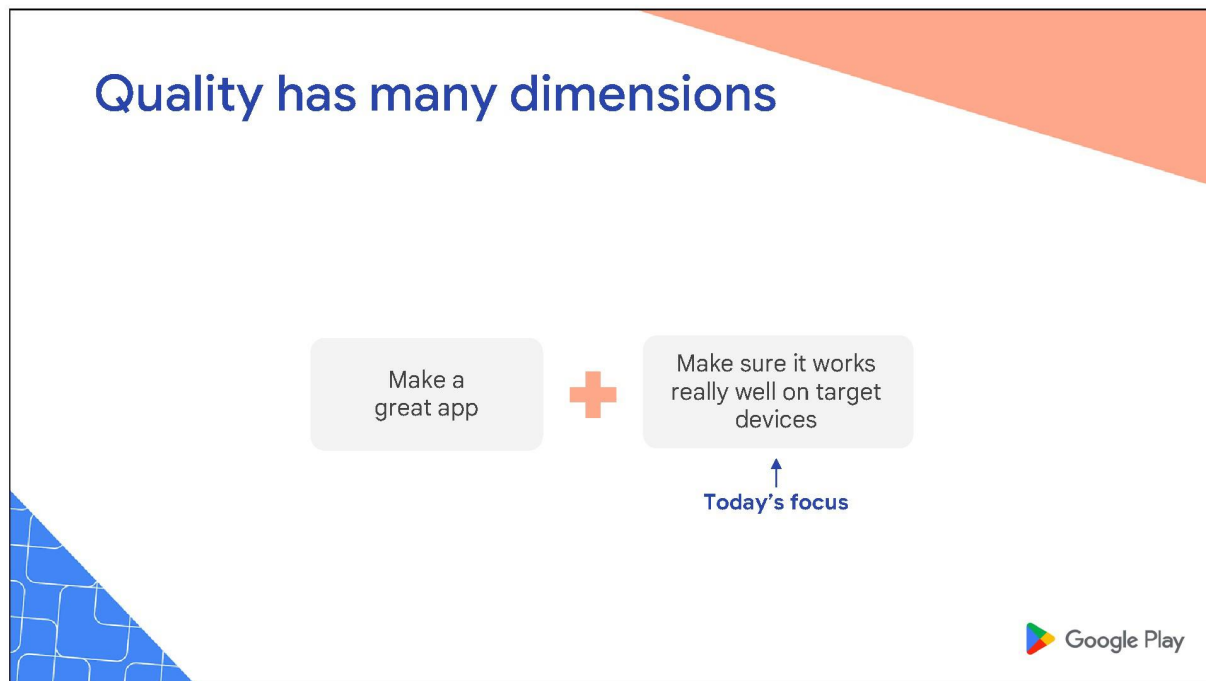 Quality has many dimensions
Make a
great app
Make sure it works
really well on target
devices
Today's focus
Google Play